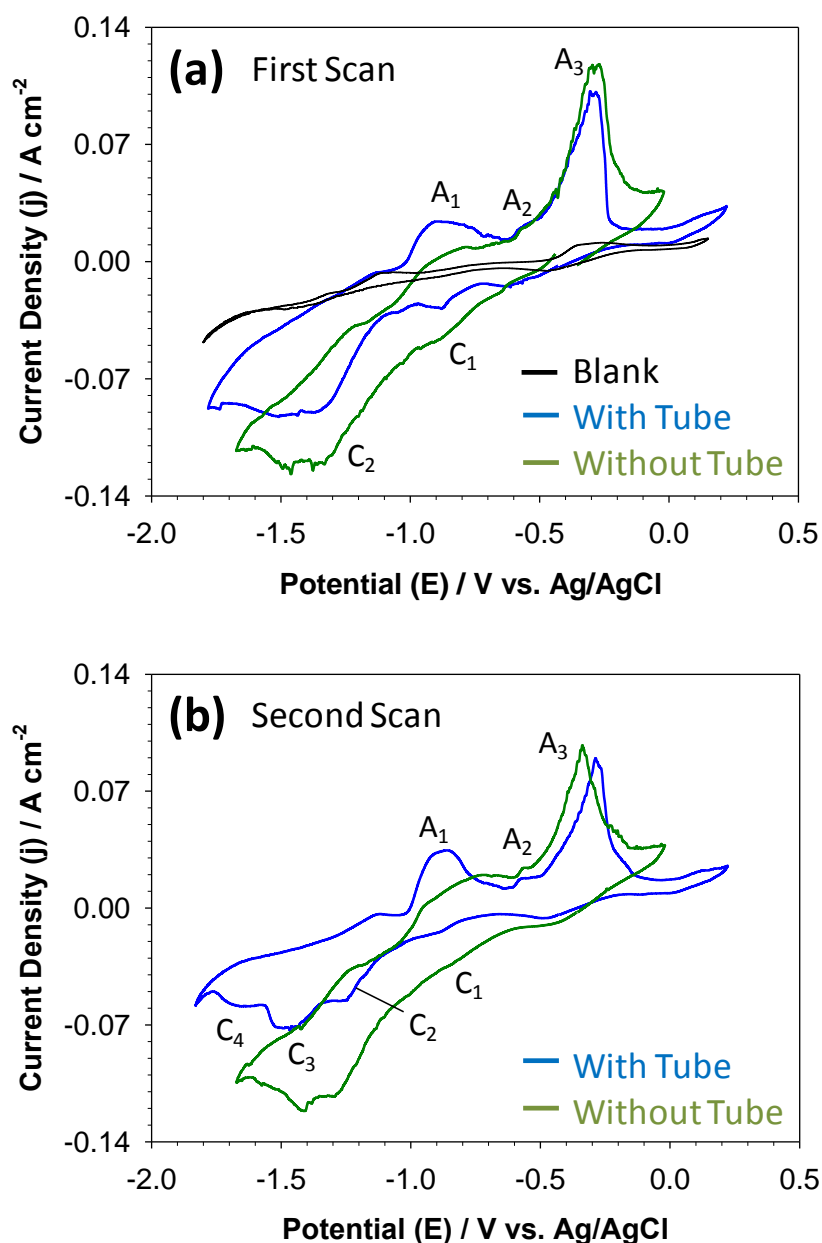 (a) First Scan
0.14
0.07
0.00
-0.07
-0.14
Current Density (j) / A cm⁻²
A₃
A₁
A₂
C₁
C₂
Blank
With Tube
Without Tube
-2.0 -1.5 -1.0 -0.5 0.0 0.5
Potential (E) / V vs. Ag/AgCl
(b) Second Scan
0.14
0.07
0.00
-0.07
-0.14
Current Density (j) / A cm⁻²
A₃
A₁
A₂
C₁
C₂
C₄
C₃
With Tube
Without Tube
-2.0 -1.5 -1.0 -0.5 0.0 0.5
Potential (E) / V vs. Ag/AgCl